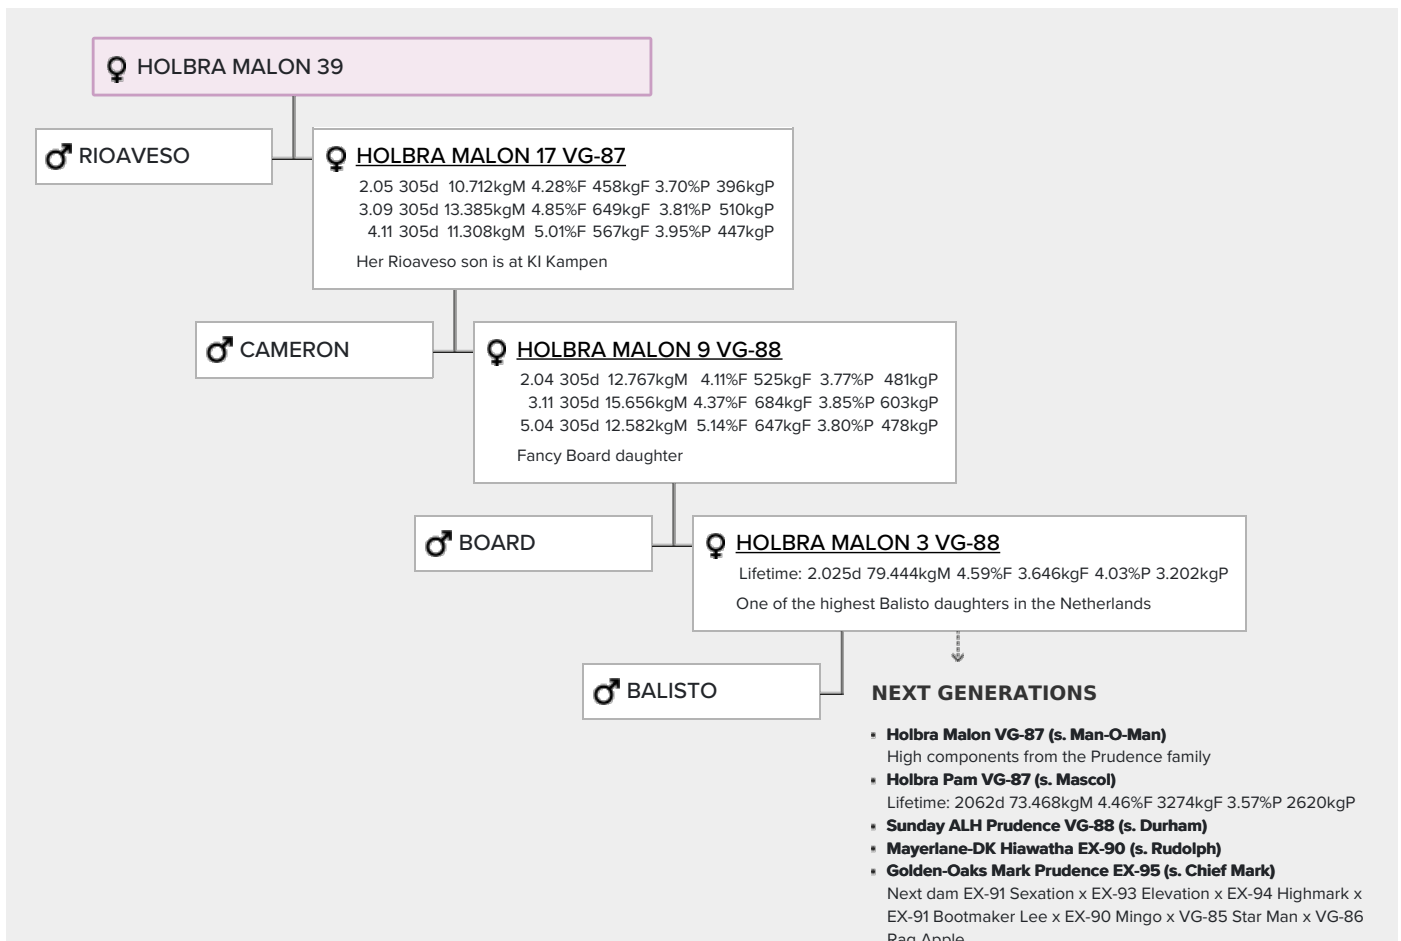 HOLBRA MALON 39
RIOAVESO
HOLBRA MALON 17 VG-87
2.05 305d 10.712kgM 4.28%F 458kgF 3.70%P 396kgP
3.09 305d 13.385kgM 4.85%F 649kgF 3.81%P 510kgP
4.11 305d 11.308kgM 5.01%F 567kgF 3.95%P 447kgP
Her Rioaveso son is at KI Kampen
CAMERON
HOLBRA MALON 9 VG-88
2.04 305d 12.767kgM 4.11%F 525kgF 3.77%P 481kgP
3.11 305d 15.656kgM 4.37%F 684kgF 3.85%P 603kgP
5.04 305d 12.582kgM 5.14%F 647kgF 3.80%P 478kgP
Fancy Board daughter
BOARD
HOLBRA MALON 3 VG-88
Lifetime: 2.025d 79.444kgM 4.59%F 3.646kgF 4.03%P 3.202kgP
One of the highest Balisto daughters in the Netherlands
BALISTO
NEXT GENERATIONS
Holbra Malon VG-87 (s. Man-O-Man)
High components from the Prudence family
Holbra Pam VG-87 (s. Mascol)
Lifetime: 2062d 73.468kgM 4.46%F 3274kgF 3.57%P 2620kgP
Sunday ALH Prudence VG-88 (s. Durham)
Mayerlane-DK Hiawatha EX-90 (s. Rudolph)
Golden-Oaks Mark Prudence EX-95 (s. Chief Mark)
Next dam EX-91 Sexation x EX-93 Elevation x EX-94 Highmark x
EX-91 Bootmaker Lee x EX-90 Mingo x VG-85 Star Man x VG-86
Rag Apple